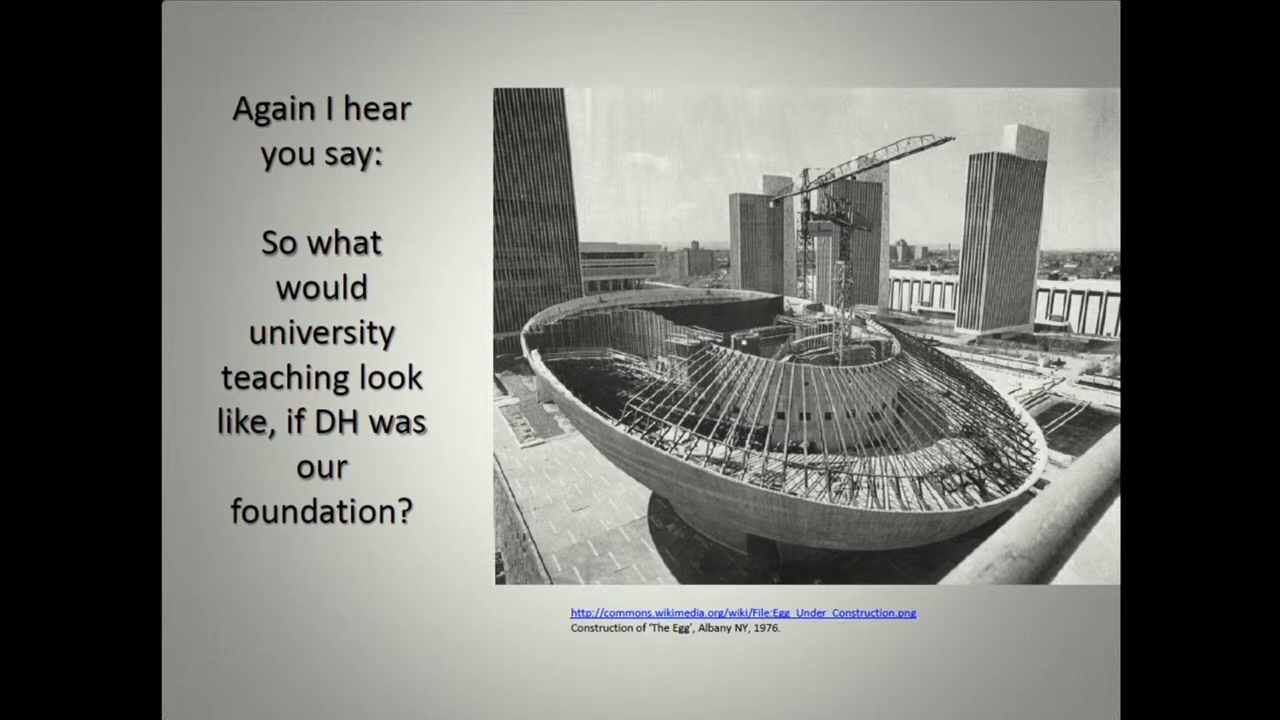 Again I hear
you say:
So what
would
university
teaching look
like, if DH was
our
foundation?
http://commons.wikimedia.org/wiki/File:Egg_Under_Construction.png
Construction of 'The Egg', Albany NY, 1976.